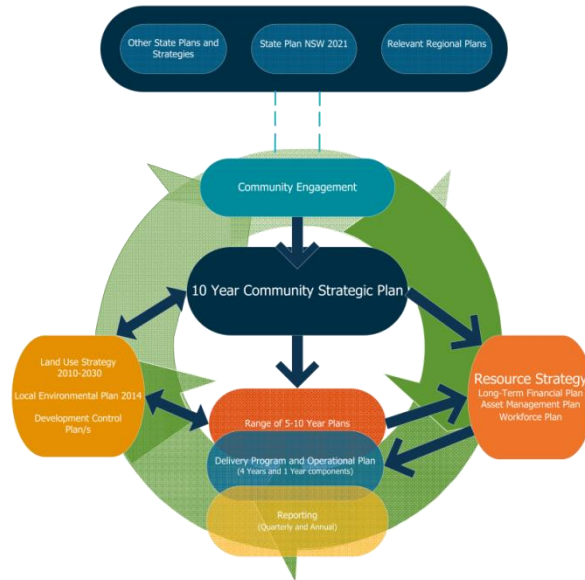 Other State Plans and
Strategies
State Plan NSW 2021
Relevant Regional Plans
Community Engagement
10 Year Community Strategic Plan
Land Use Strategy
2010-2030
Local Environmental Plan 2014
Development Control
Plan/s
Resource Strategy
Long-Term Financial Plan
Asset Management Plan
Workforce Plan
Range of 5-10 Year Plans
Delivery Program and Operational Plan
(4 Years and 1 Year components)
Reporting
(Quarterly and Annual)